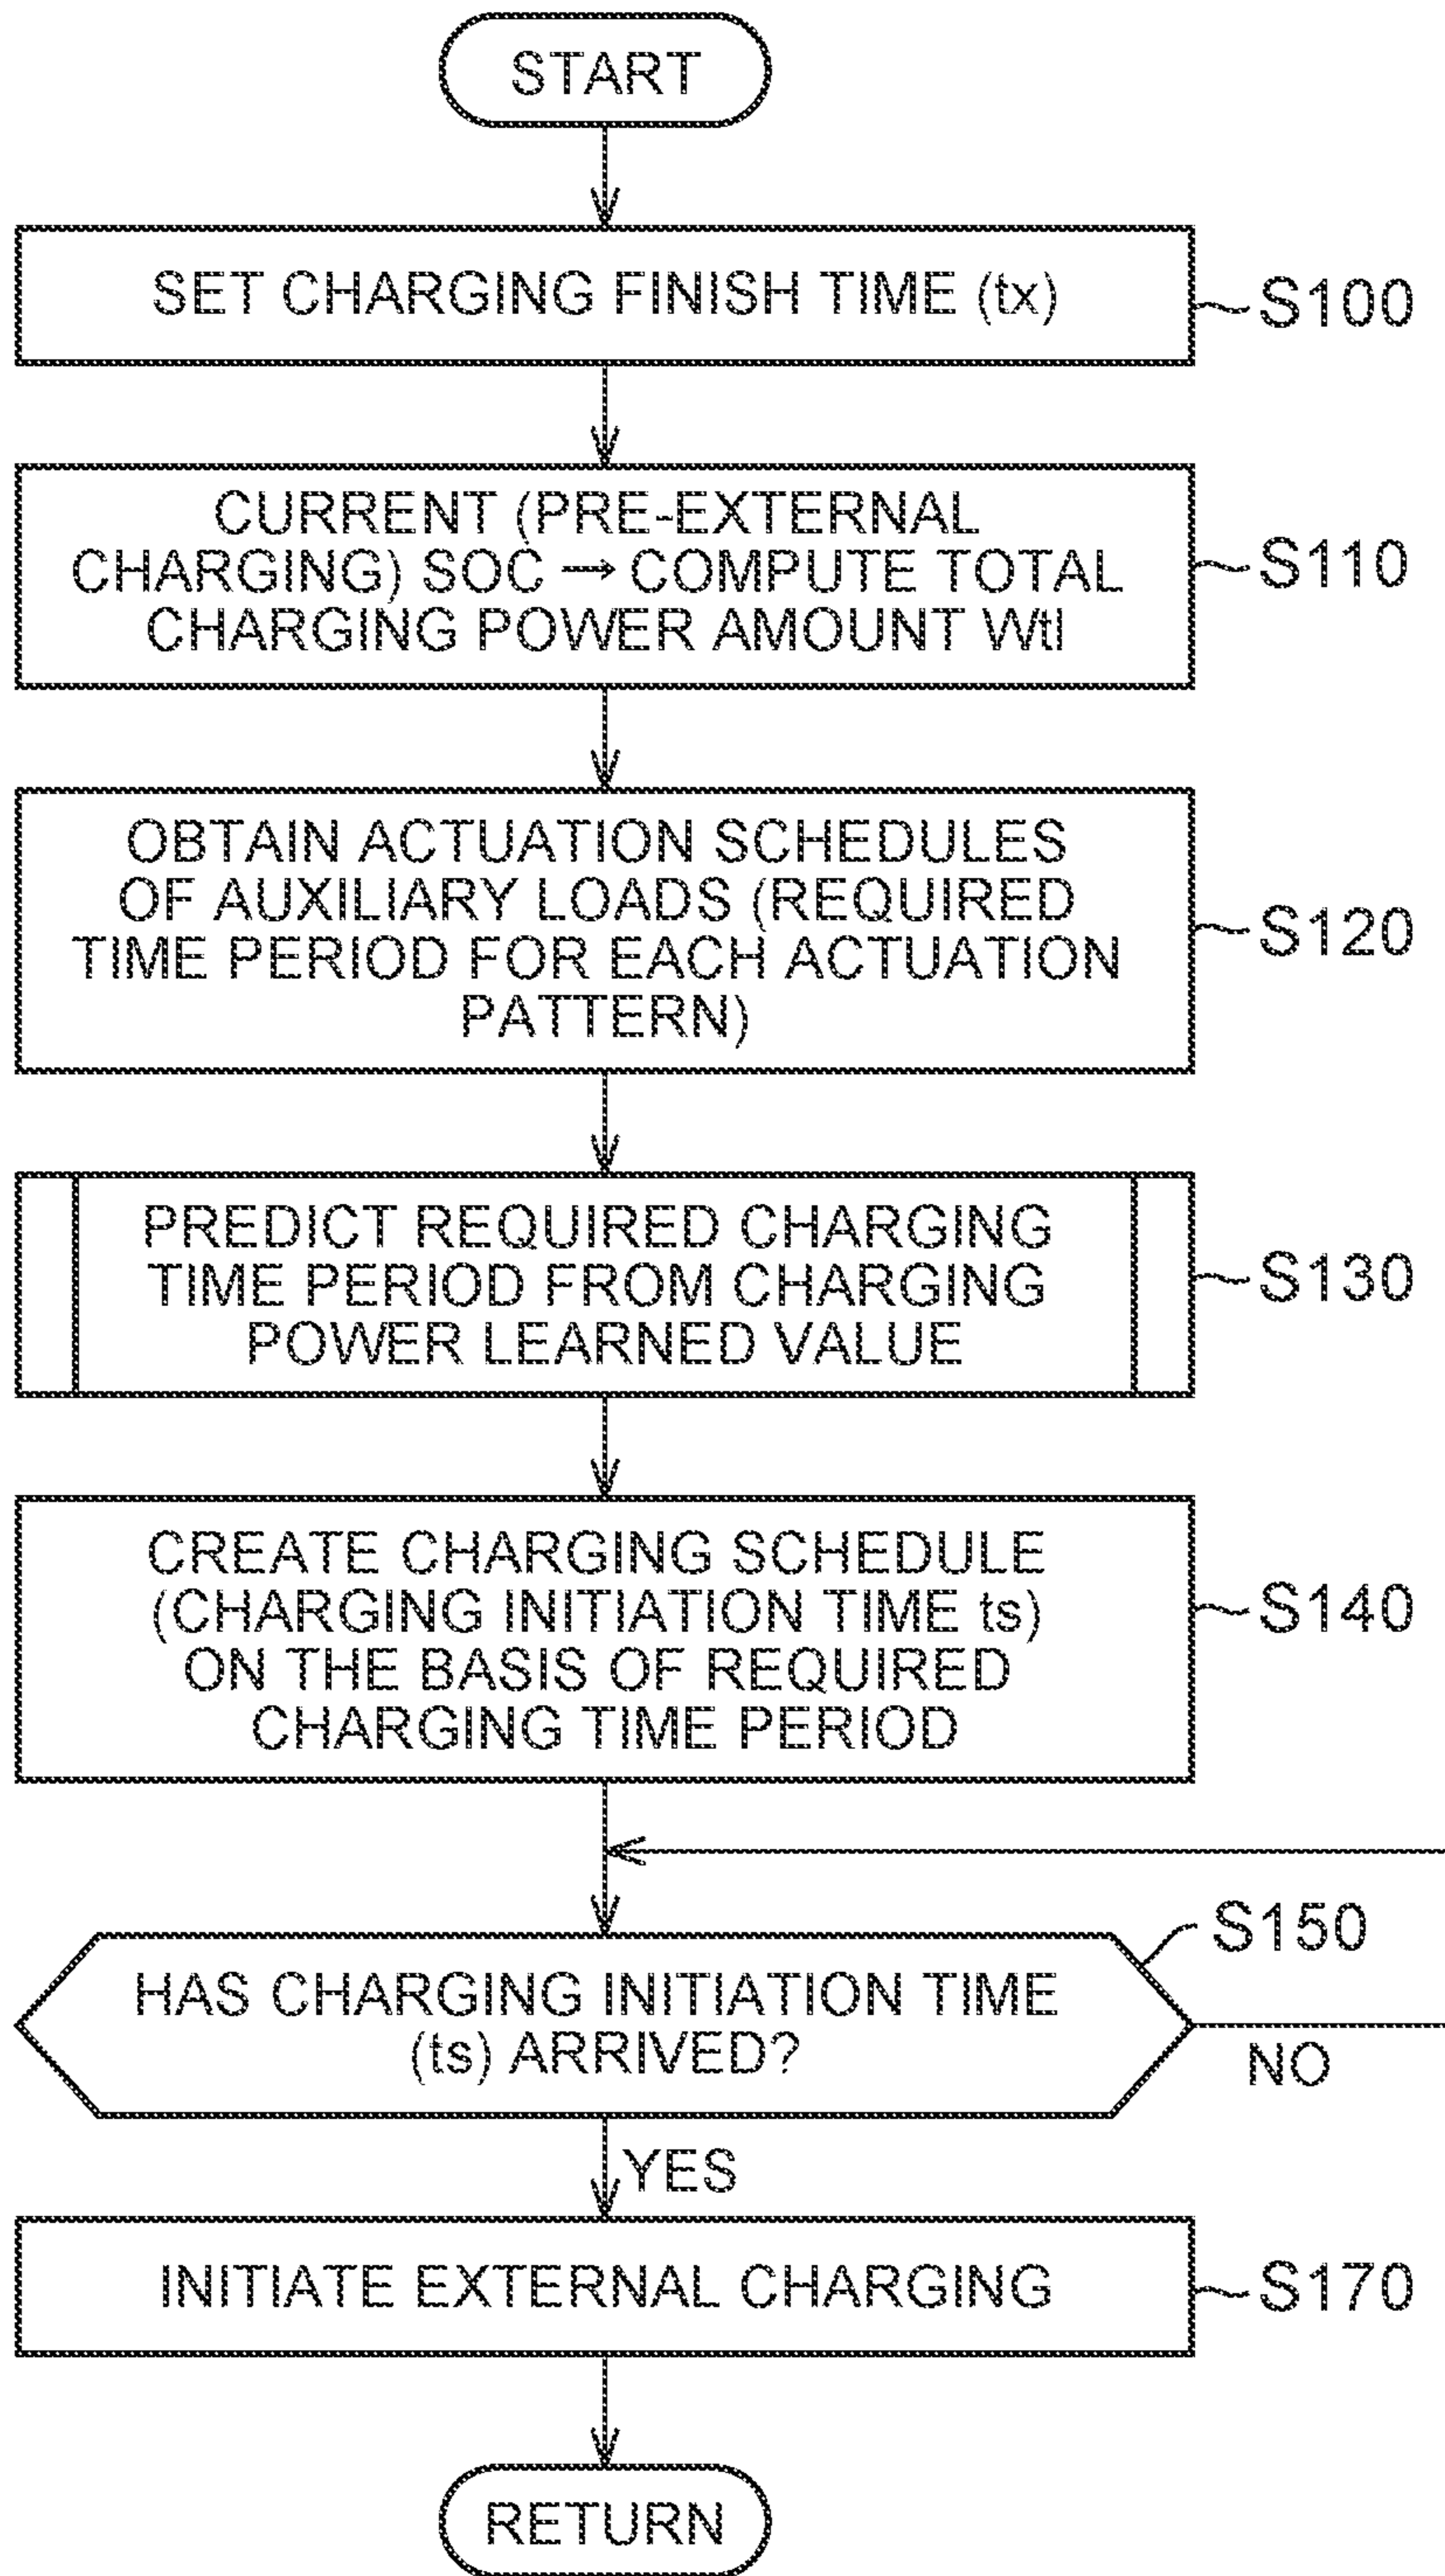 START
SET CHARGING FINISH TIME (tx)
S100
CURRENT (PRE-EXTERNAL
CHARGING) SOC → COMPUTE TOTAL
CHARGING POWER AMOUNT Wtl
S110
OBTAIN ACTUATION SCHEDULES
OF AUXILIARY LOADS (REQUIRED
TIME PERIOD FOR EACH ACTUATION
PATTERN)
S120
PREDICT REQUIRED CHARGING
TIME PERIOD FROM CHARGING
POWER LEARNED VALUE
S130
CREATE CHARGING SCHEDULE
(CHARGING INITIATION TIME ts)
ON THE BASIS OF REQUIRED
CHARGING TIME PERIOD
S140
S150
HAS CHARGING INITIATION TIME
(ts) ARRIVED?
NO
YES
INITIATE EXTERNAL CHARGING
S170
RETURN